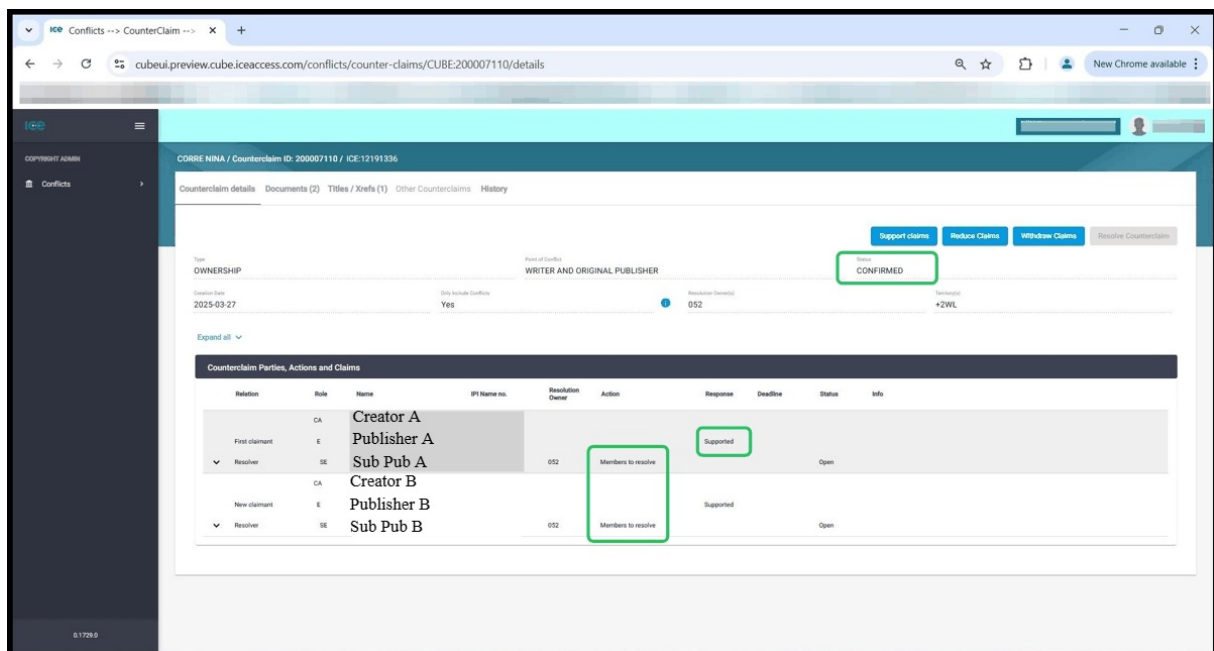 ice Conflicts --> CounterClaim -->
cubeui.preview.cube.iceaccess.com/conflicts/counter-claims/CUBE:200007110/details
New Chrome available
ice
COPYRIGHT ADMIN
Conflicts
CORRE NINA / Counterclaim ID: 200007110 / ICE:12191336
Counterclaim details Documents (2) Titles / Xrefs (1) Other Counterclaims History
Support claims Reduce Claims Withdraw Claims Resolve Counterclaim
Type Point of Conflict Status
OWNERSHIP WRITER AND ORIGINAL PUBLISHER CONFIRMED
Creation Date Only Include Conflicts Resolution Owner(s) Territory(s)
2025-03-27 Yes 052 +2WL
Expand all
Counterclaim Parties, Actions and Claims
Relation Role Name IPI Name no. Resolution Owner Action Response Deadline Status Info
CA Creator A
First claimant E Publisher A Supported
Resolver SE Sub Pub A 052 Members to resolve Open
CA Creator B
New claimant E Publisher B Supported
Resolver SE Sub Pub B 052 Members to resolve Open
0.1729.0